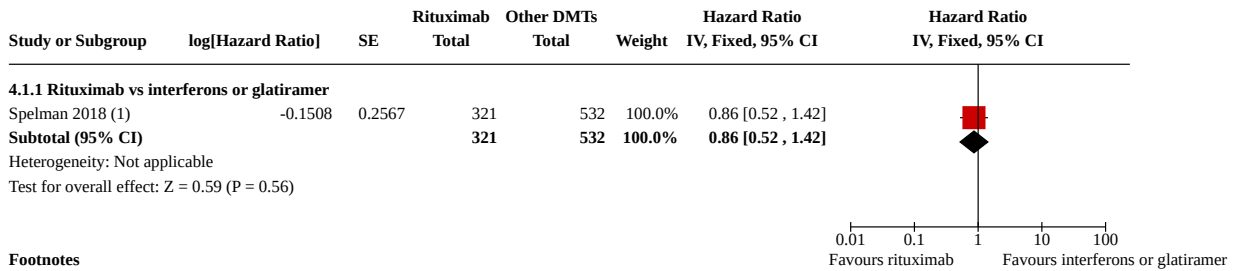 Rituximab Other DMTs Hazard Ratio Hazard Ratio
Study or Subgroup log[Hazard Ratio] SE Total Total Weight IV, Fixed, 95% CI IV, Fixed, 95% CI
4.1.1 Rituximab vs interferons or glatiramer
Spelman 2018 (1) -0.1508 0.2567 321 532 100.0% 0.86 [0.52 , 1.42]
Subtotal (95% CI) 321 532 100.0% 0.86 [0.52 , 1.42]
Heterogeneity: Not applicable
Test for overall effect: Z = 0.59 (P = 0.56)
0.01 0.1 1 10 100
Favours rituximab Favours interferons or glatiramer
Footnotes